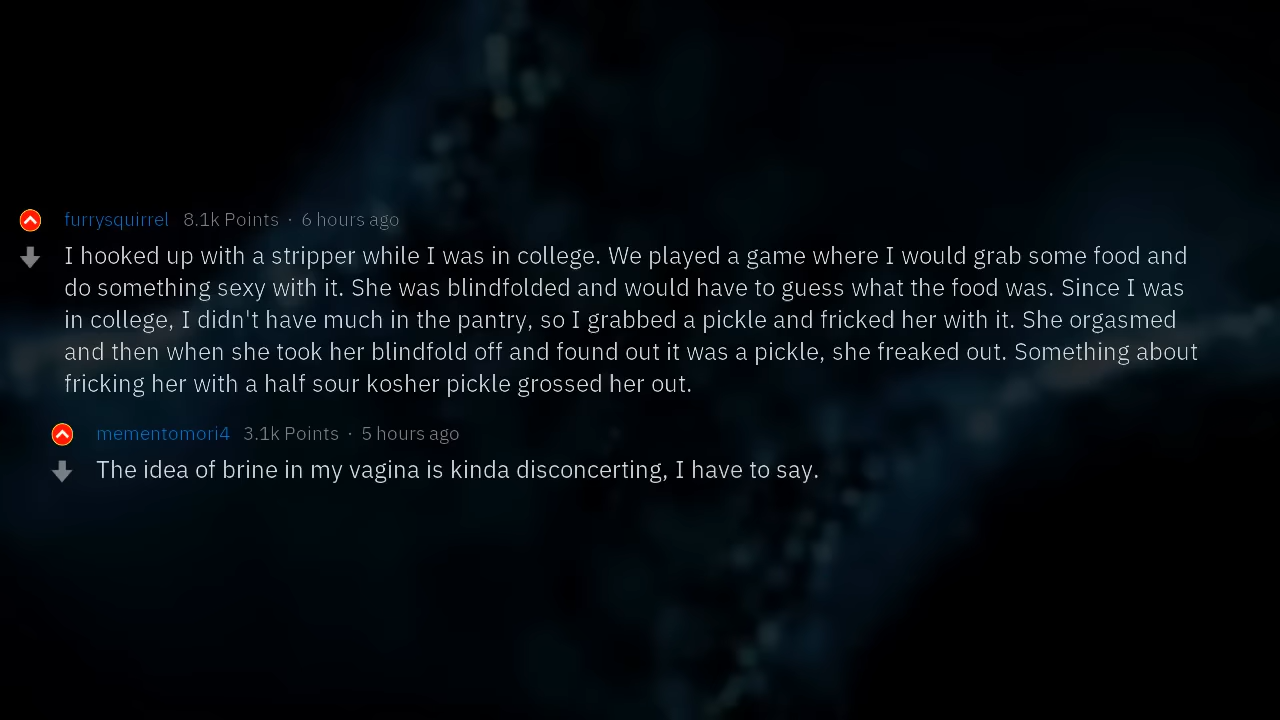 furrysquirrel 8.1k Points · 6 hours ago
I hooked up with a stripper while I was in college. We played a game where I would grab some food and
do something sexy with it. She was blindfolded and would have to guess what the food was. Since I was
in college, I didn't have much in the pantry, so I grabbed a pickle and fricked her with it. She orgasmed
and then when she took her blindfold off and found out it was a pickle, she freaked out. Something about
fricking her with a half sour kosher pickle grossed her out.
mementomori4 3.1k Points · 5 hours ago
The idea of brine in my vagina is kinda disconcerting, I have to say.